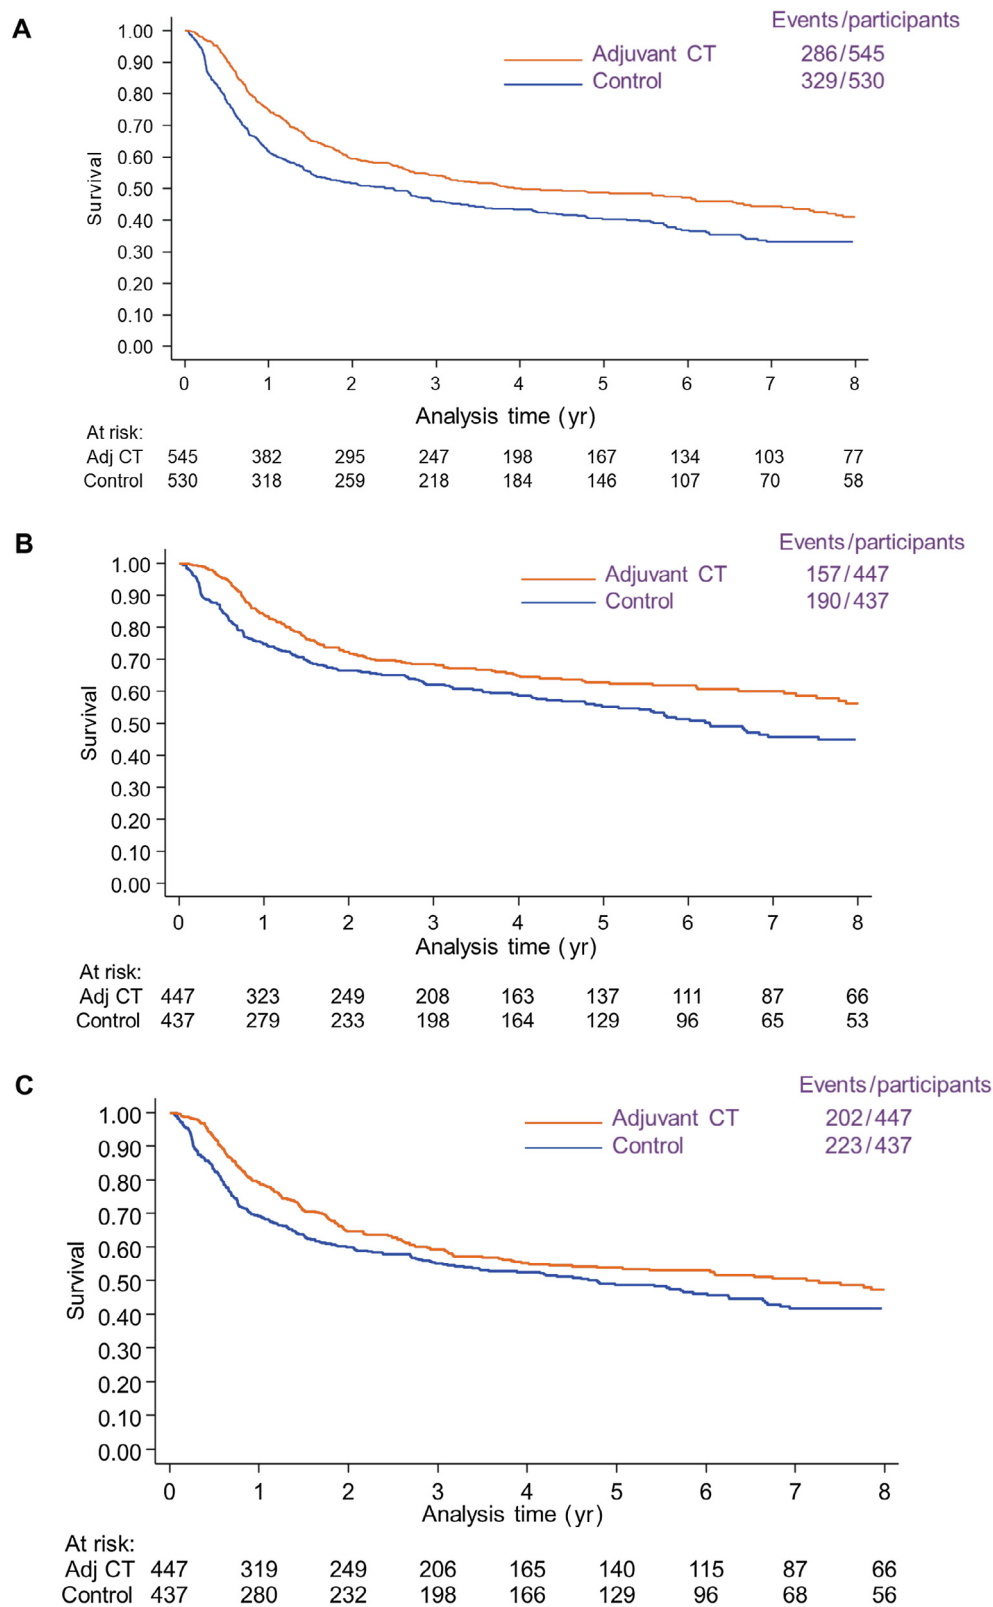 A
Events/participants
Adjuvant CT 286/545
Control 329/530
1.00
0.90
0.80
0.70
0.60
0.50
0.40
0.30
0.20
0.10
0.00
Survival
0 1 2 3 4 5 6 7 8
Analysis time (yr)
At risk:
Adj CT 545 382 295 247 198 167 134 103 77
Control 530 318 259 218 184 146 107 70 58
B
Events/participants
Adjuvant CT 157/447
Control 190/437
1.00
0.90
0.80
0.70
0.60
0.50
0.40
0.30
0.20
0.10
0.00
Survival
0 1 2 3 4 5 6 7 8
Analysis time (yr)
At risk:
Adj CT 447 323 249 208 163 137 111 87 66
Control 437 279 233 198 164 129 96 65 53
C
Events/participants
Adjuvant CT 202/447
Control 223/437
1.00
0.90
0.80
0.70
0.60
0.50
0.40
0.30
0.20
0.10
0.00
Survival
0 1 2 3 4 5 6 7 8
Analysis time (yr)
At risk:
Adj CT 447 319 249 206 165 140 115 87 66
Control 437 280 232 198 166 129 96 68 56